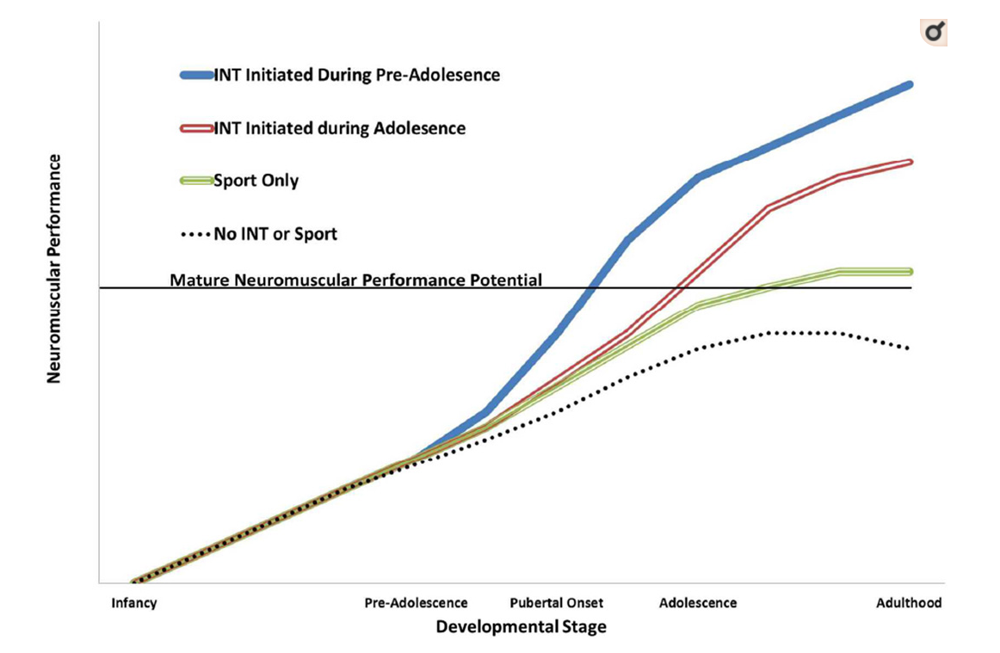 INT Initiated During Pre-Adolesence
INT Initiated during Adolesence
Sport Only
No INT or Sport
Mature Neuromuscular Performance Potential
Neuromuscular Performance
Infancy
Pre-Adolescence
Pubertal Onset
Adolescence
Adulthood
Developmental Stage